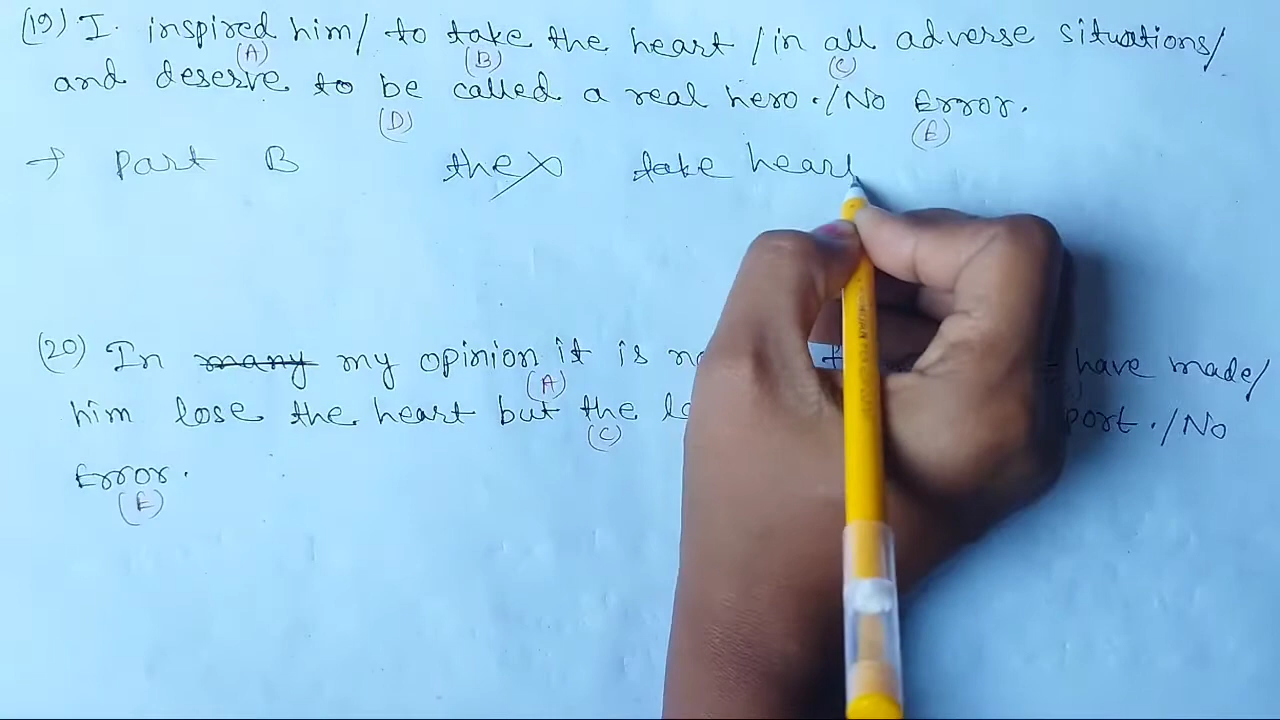 (19) I. inspired him/ to take the heart / in all adverse situations/
(A) (B) (C)
and deserve to be called a real hero./No Error.
(D) (E)
→ Part B the take hear
(20) In many my opinion it is have made/
(A)
him lose the heart but the port./No
(C)
Error.
(E)